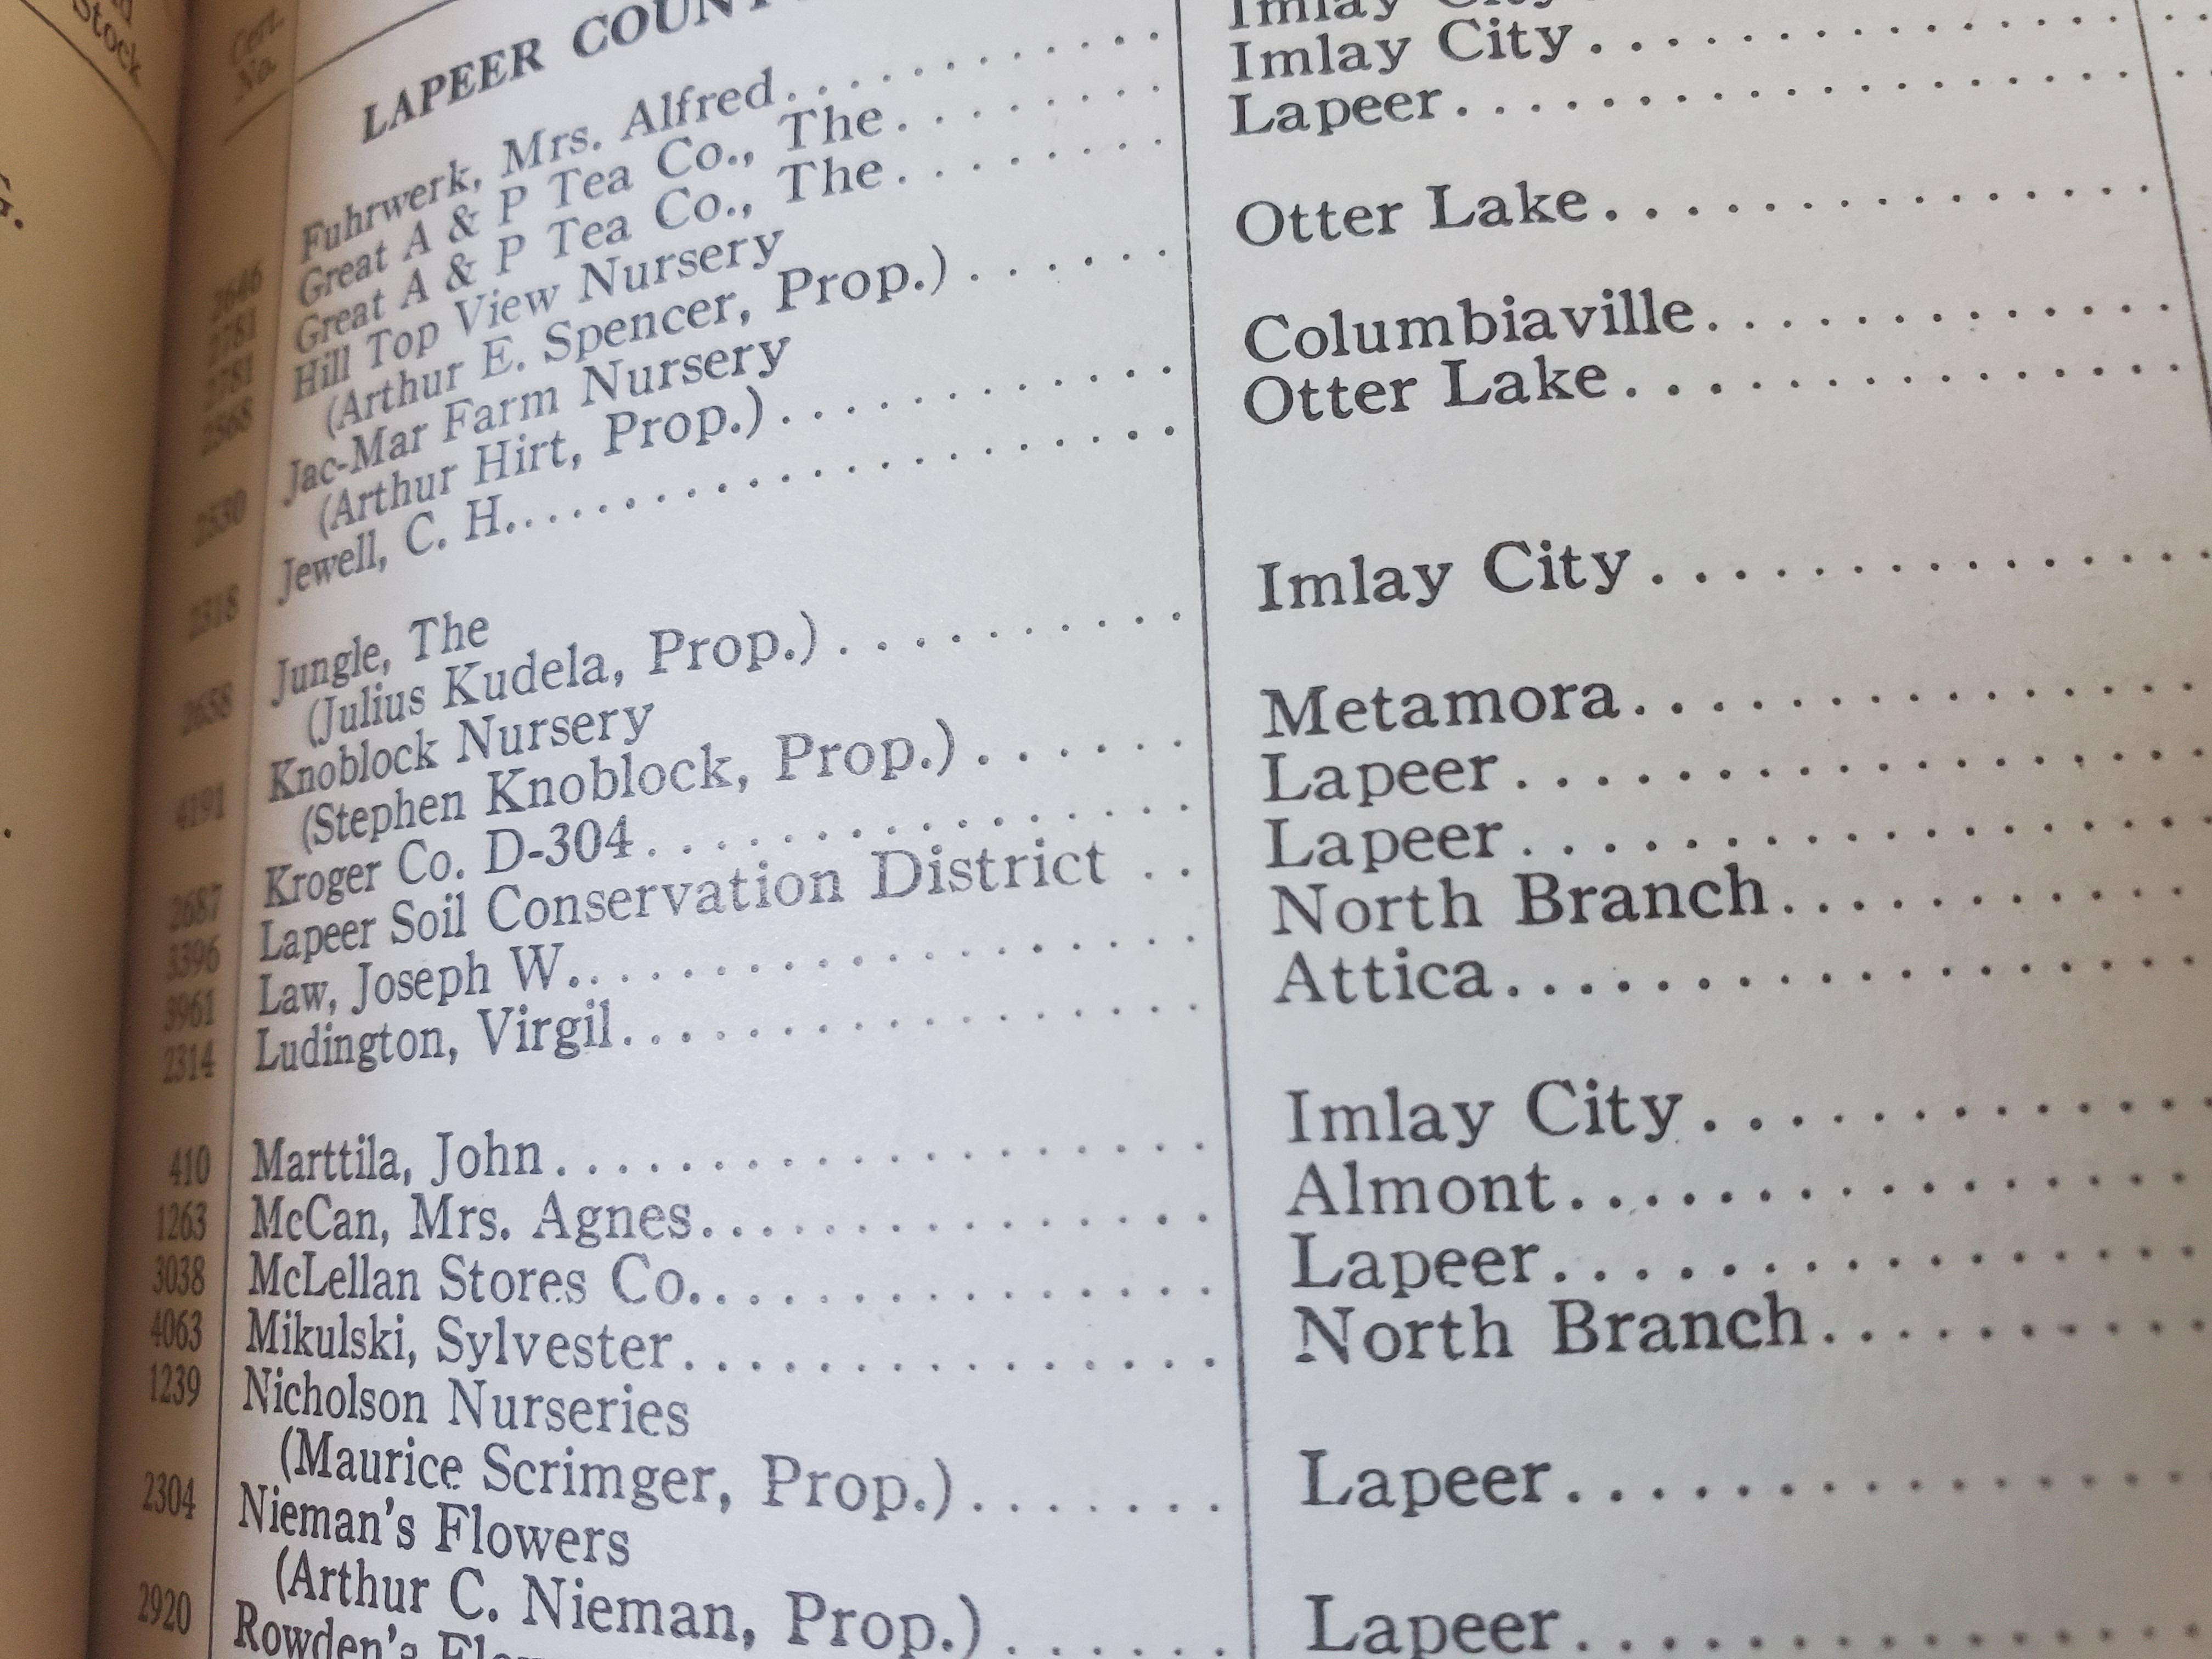 Stock
Cert.
No.
LAPEER COUNT
2646 Fuhrwerk, Mrs. Alfred.......... Imlay City
2781 Great A & P Tea Co., The....... Imlay City..............
2781 Great A & P Tea Co., The....... Lapeer..................
Hill Top View Nursery
(Arthur E. Spencer, Prop.)...... Otter Lake..............
2530 Jac-Mar Farm Nursery
(Arthur Hirt, Prop.)............ Columbiaville............
2318 Jewell, C. H................... Otter Lake..............
2658 Jungle, The
(Julius Kudela, Prop.).......... Imlay City..............
4191 Knoblock Nursery
(Stephen Knoblock, Prop.)...... Metamora..............
2687 Kroger Co. D-304............... Lapeer.................
3396 Lapeer Soil Conservation District .. Lapeer.................
3961 Law, Joseph W.................. North Branch...........
2314 Ludington, Virgil.............. Attica.................
410 Marttila, John................. Imlay City.............
1263 McCan, Mrs. Agnes.............. Almont................
3038 McLellan Stores Co............. Lapeer................
4063 Mikulski, Sylvester............ North Branch..........
1239 Nicholson Nurseries
(Maurice Scrimger, Prop.)...... Lapeer................
2304 Nieman's Flowers
(Arthur C. Nieman, Prop.)...... Lapeer................
2920 Rowden's